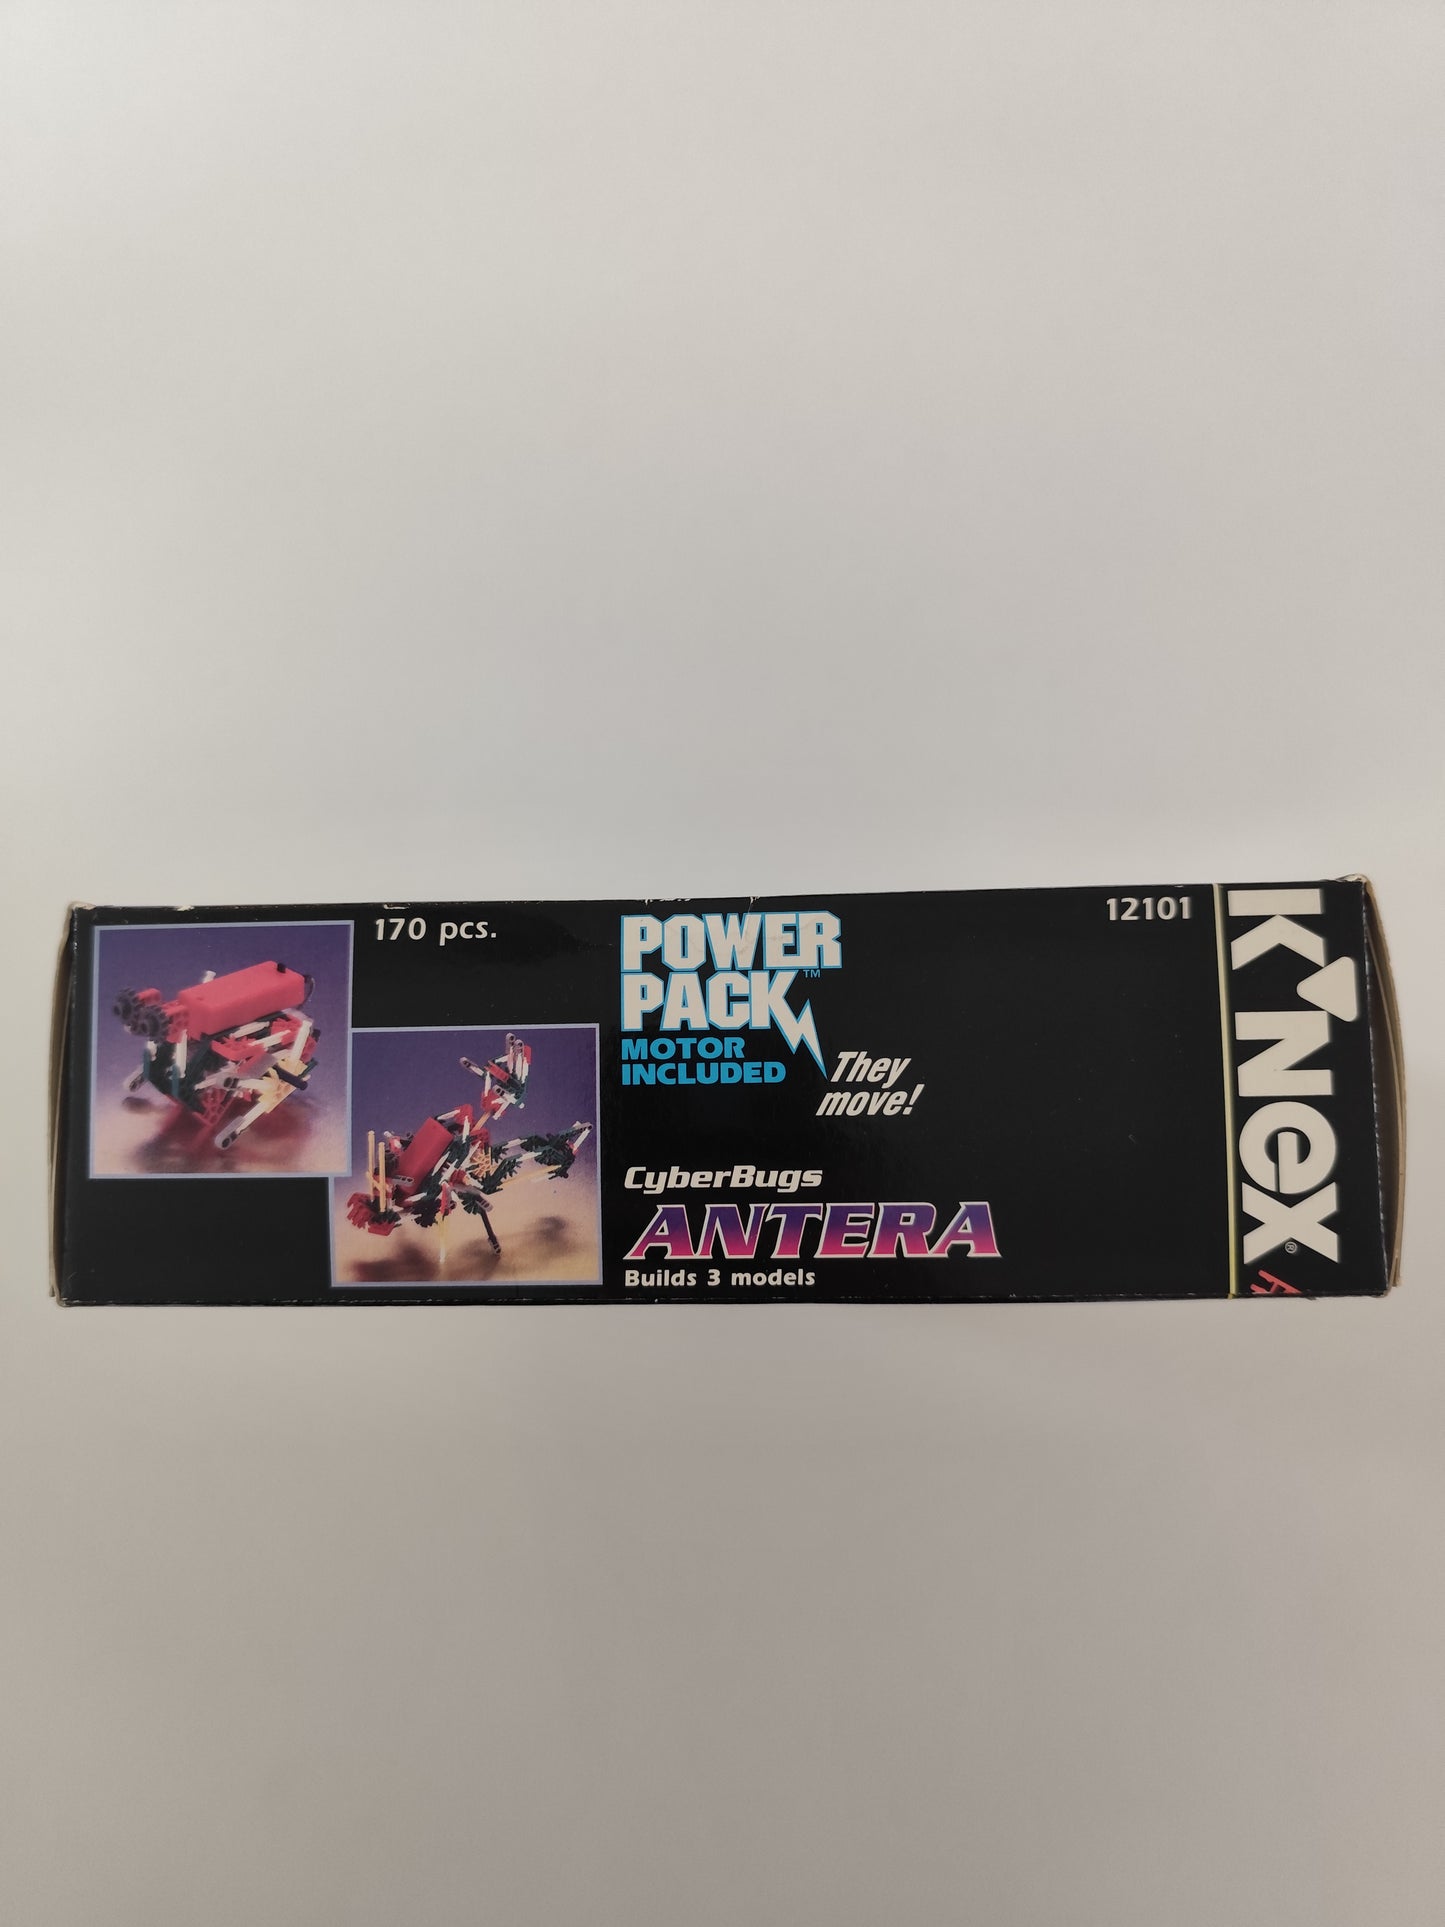 170 pcs.
POWER
PACK™
MOTOR
INCLUDED
They
move!
CyberBugs
ANTERA
Builds 3 models
12101
K'NEX®